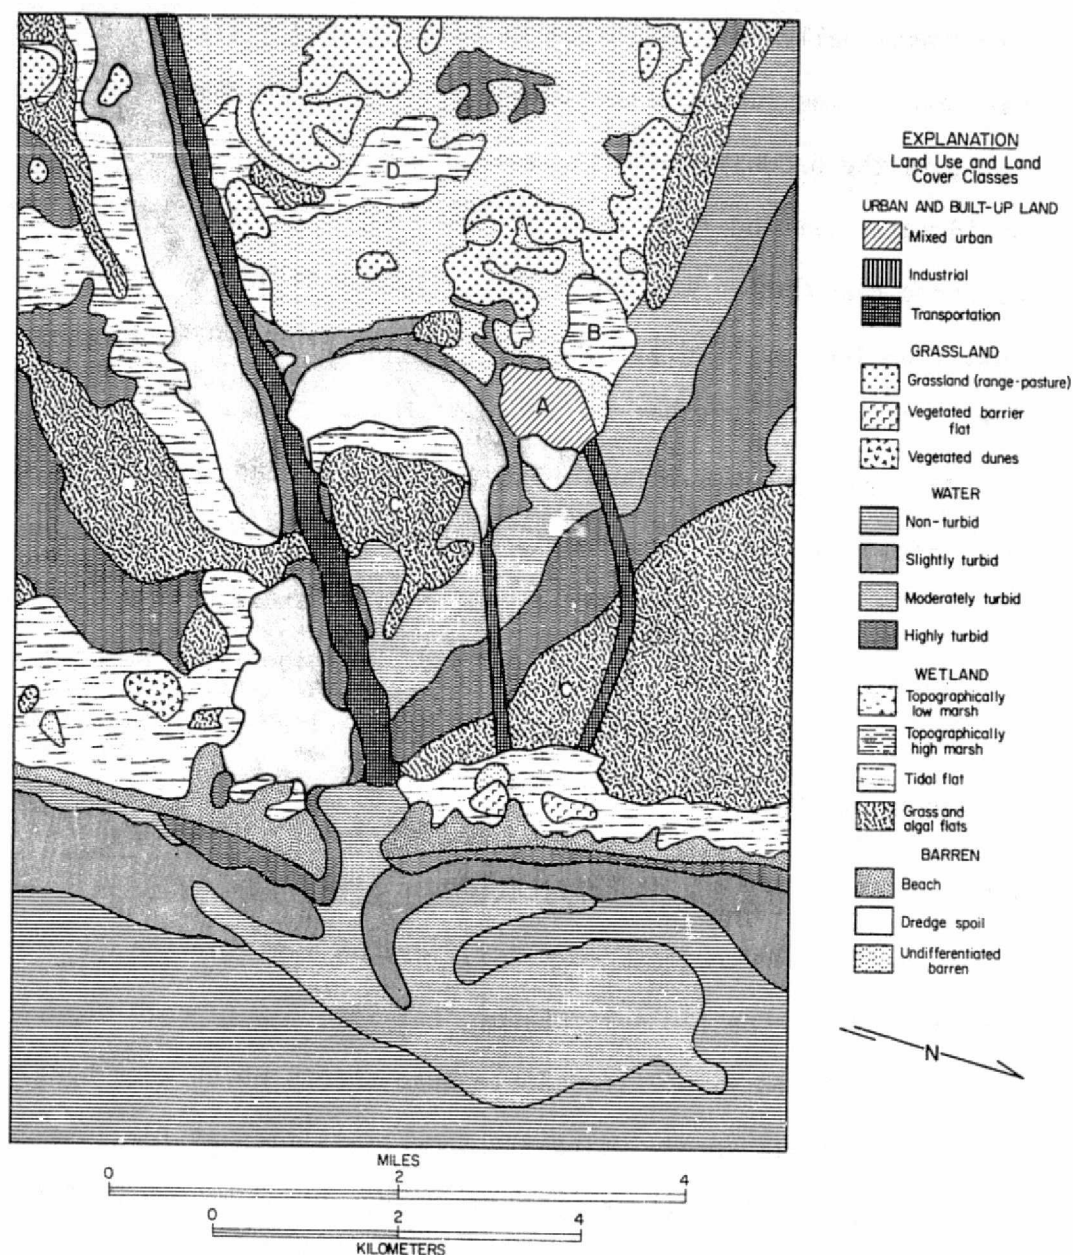 EXPLANATION
Land Use and Land
Cover Classes
URBAN AND BUILT-UP LAND
Mixed urban
Industrial
Transportation
GRASSLAND
Grassland (range-pasture)
Vegetated barrier
flat
Vegetated dunes
WATER
Non-turbid
Slightly turbid
Moderately turbid
Highly turbid
WETLAND
Topographically
low marsh
Topographically
high marsh
Tidal flat
Grass and
algal flats
BARREN
Beach
Dredge spoil
Undifferentiated
barren
N
D
B
A
C
C
MILES
0 2 4
0 2 4
KILOMETERS